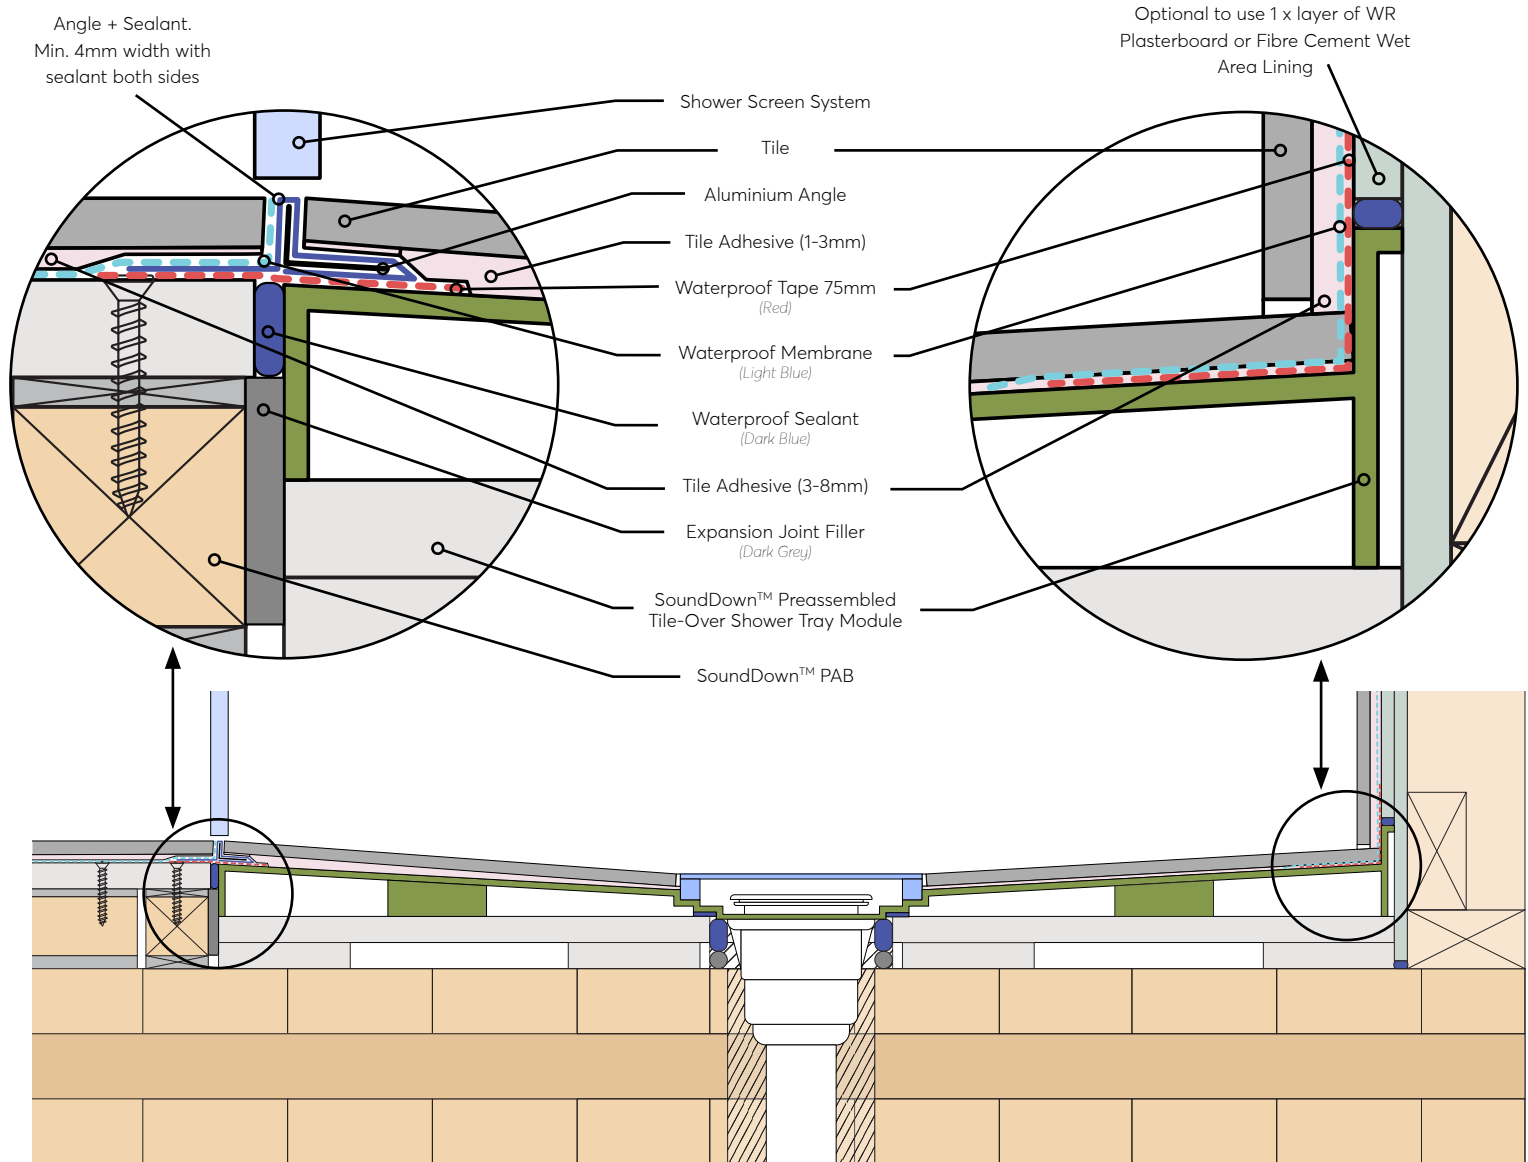 Angle + Sealant.
Min. 4mm width with
sealant both sides
Optional to use 1 x layer of WR
Plasterboard or Fibre Cement Wet
Area Lining
Shower Screen System
Tile
Aluminium Angle
Tile Adhesive (1-3mm)
Waterproof Tape 75mm
(Red)
Waterproof Membrane
(Light Blue)
Waterproof Sealant
(Dark Blue)
Tile Adhesive (3-8mm)
Expansion Joint Filler
(Dark Grey)
SoundDown™ Preassembled
Tile-Over Shower Tray Module
SoundDown™ PAB